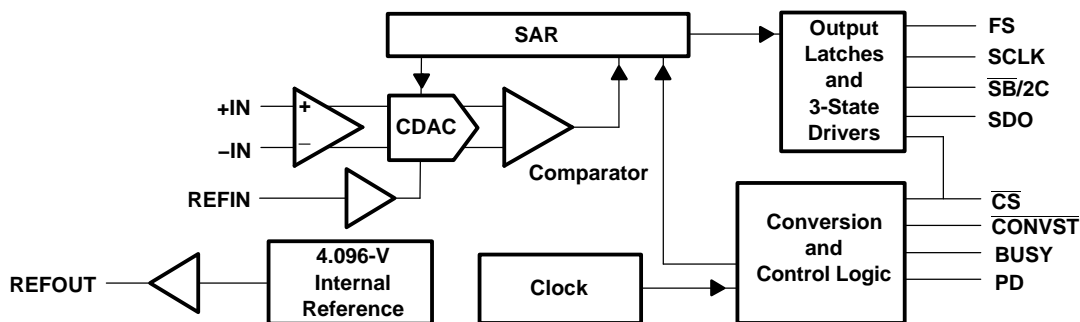 SAR
Output
Latches
and
3-State
Drivers
FS
SCLK
SB/2C
SDO
+IN
–IN
+
–
CDAC
Comparator
REFIN
CS
CONVST
BUSY
PD
Conversion
and
Control Logic
REFOUT
4.096-V
Internal
Reference
Clock